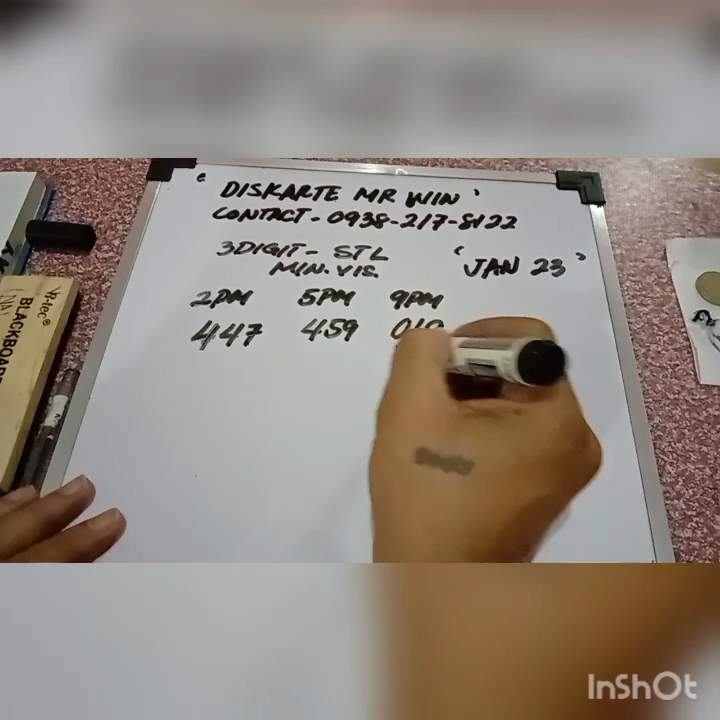 " DISKARTE MR WIN '
CONTACT - 0938-217-8122
3DIGIT - STL
MIN. VIS.
' JAN 23 '
2PM 5PM 9PM
447 459
BLACKBOARD
InShOt